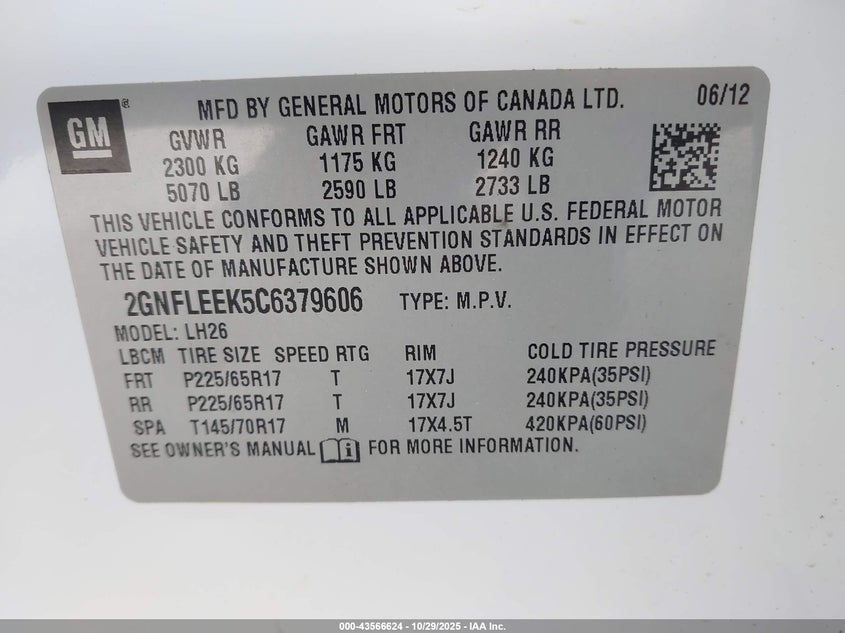 GM ® MFD BY GENERAL MOTORS OF CANADA LTD. 06/12
GVWR GAWR FRT GAWR RR
2300 KG 1175 KG 1240 KG
5070 LB 2590 LB 2733 LB
THIS VEHICLE CONFORMS TO ALL APPLICABLE U.S. FEDERAL MOTOR
VEHICLE SAFETY AND THEFT PREVENTION STANDARDS IN EFFECT ON
THE DATE OF MANUFACTURE SHOWN ABOVE.
2GNFLEEK5C6379606 TYPE: M.P.V.
MODEL: LH26
LBCM TIRE SIZE SPEED RTG RIM COLD TIRE PRESSURE
FRT P225/65R17 T 17X7J 240KPA(35PSI)
RR P225/65R17 T 17X7J 240KPA(35PSI)
SPA T145/70R17 M 17X4.5T 420KPA(60PSI)
SEE OWNER'S MANUAL i FOR MORE INFORMATION.
000-43566624 - 10/29/2025 - IAA Inc.